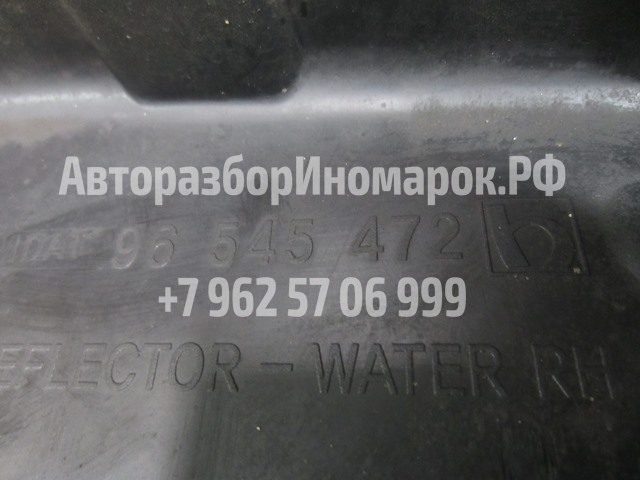 АвторазборИномарок.РФ
96 545 472
+7 962 57 06 999
EFLECTOR - WATER RH